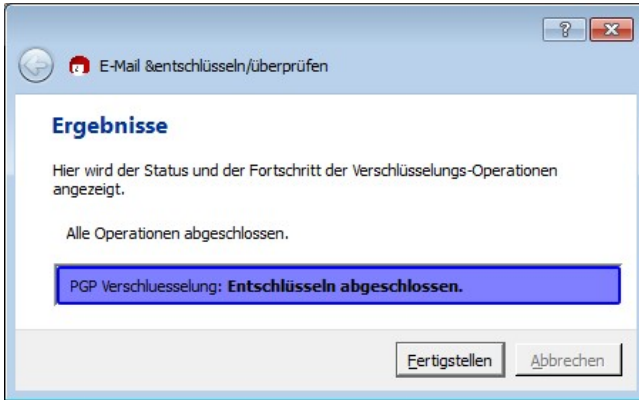 ?
E-Mail &entschlüsseln/überprüfen
Ergebnisse
Hier wird der Status und der Fortschritt der Verschlüsselungs-Operationen
angezeigt.
Alle Operationen abgeschlossen.
PGP Verschluesselung: Entschlüsseln abgeschlossen.
Fertigstellen Abbrechen